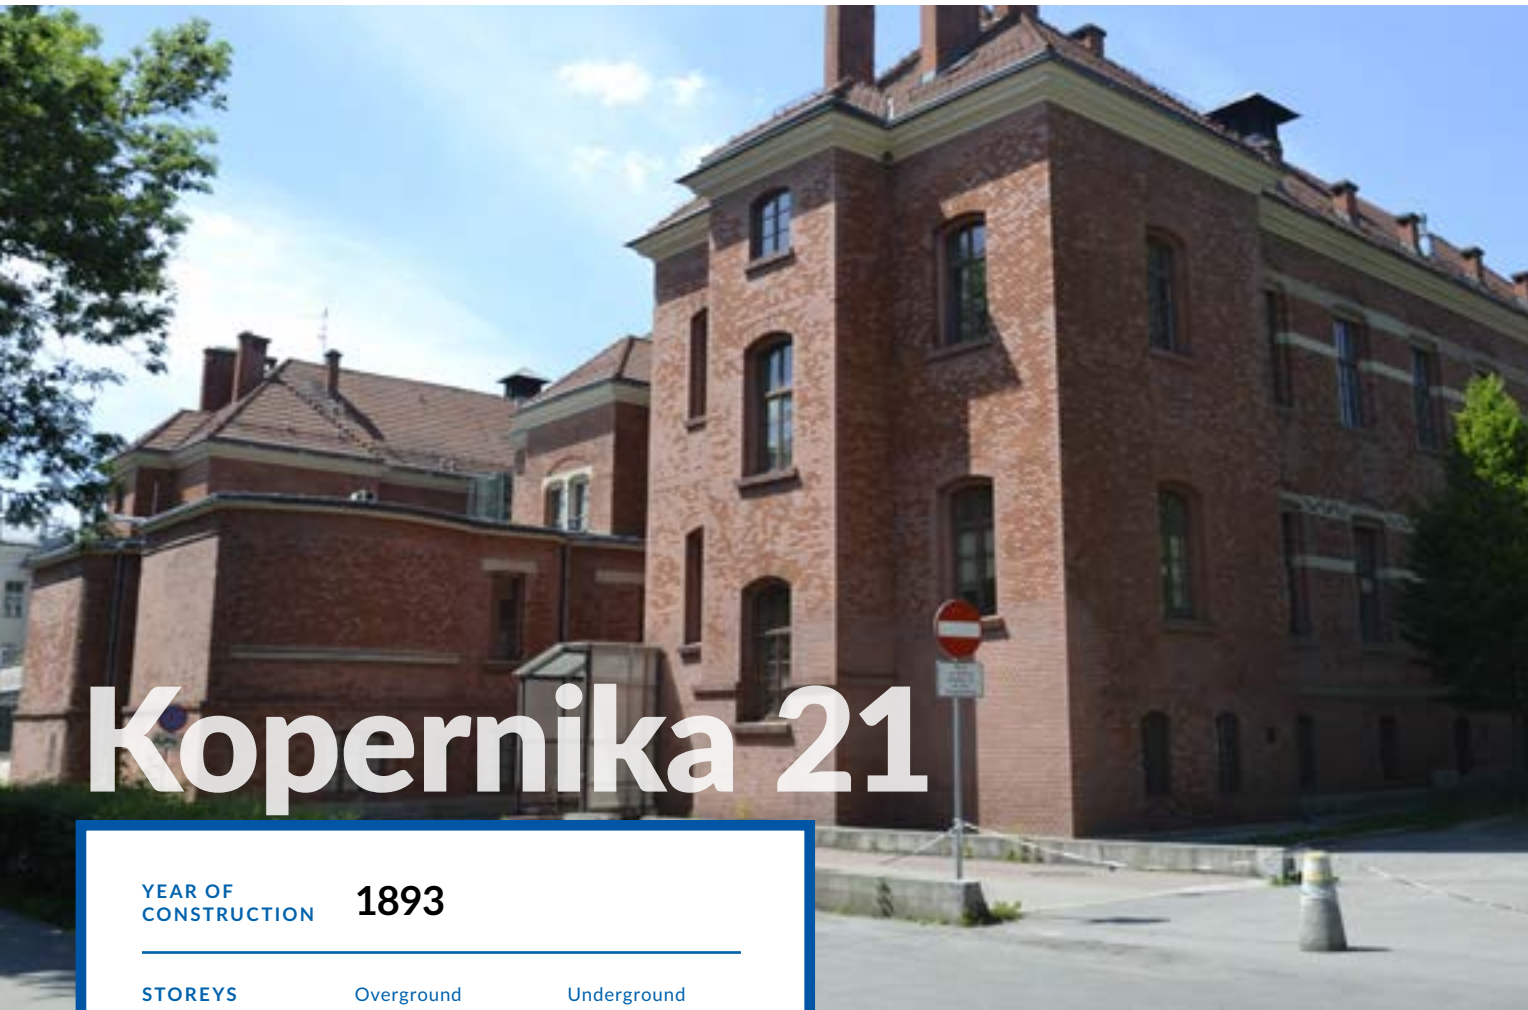 Kopernika 21
YEAR OF
CONSTRUCTION
1893
STOREYS
Overground
Underground